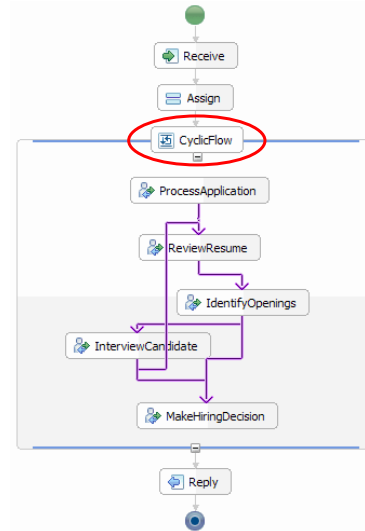 Receive
Assign
CyclicFlow
ProcessApplication
ReviewResume
IdentifyOpenings
InterviewCandidate
MakeHiringDecision
Reply